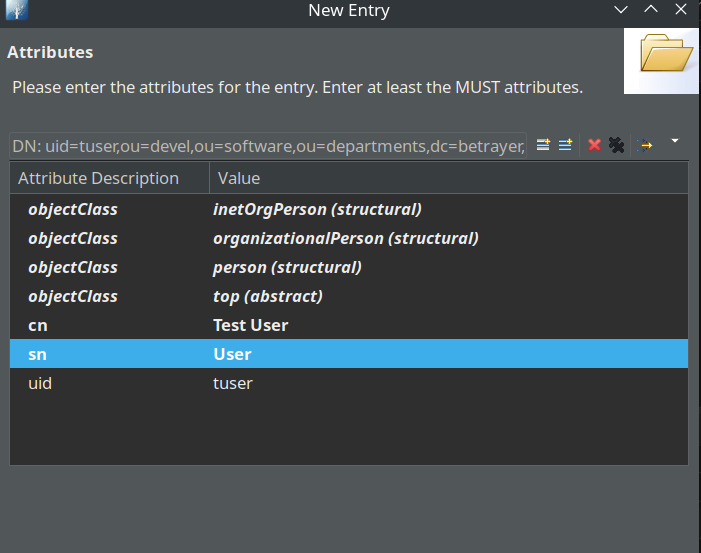 New Entry
Attributes
Please enter the attributes for the entry. Enter at least the MUST attributes.
DN: uid=tuser,ou=devel,ou=software,ou=departments,dc=betrayer,
Attribute Description Value
objectClass inetOrgPerson (structural)
objectClass organizationalPerson (structural)
objectClass person (structural)
objectClass top (abstract)
cn Test User
sn User
uid tuser